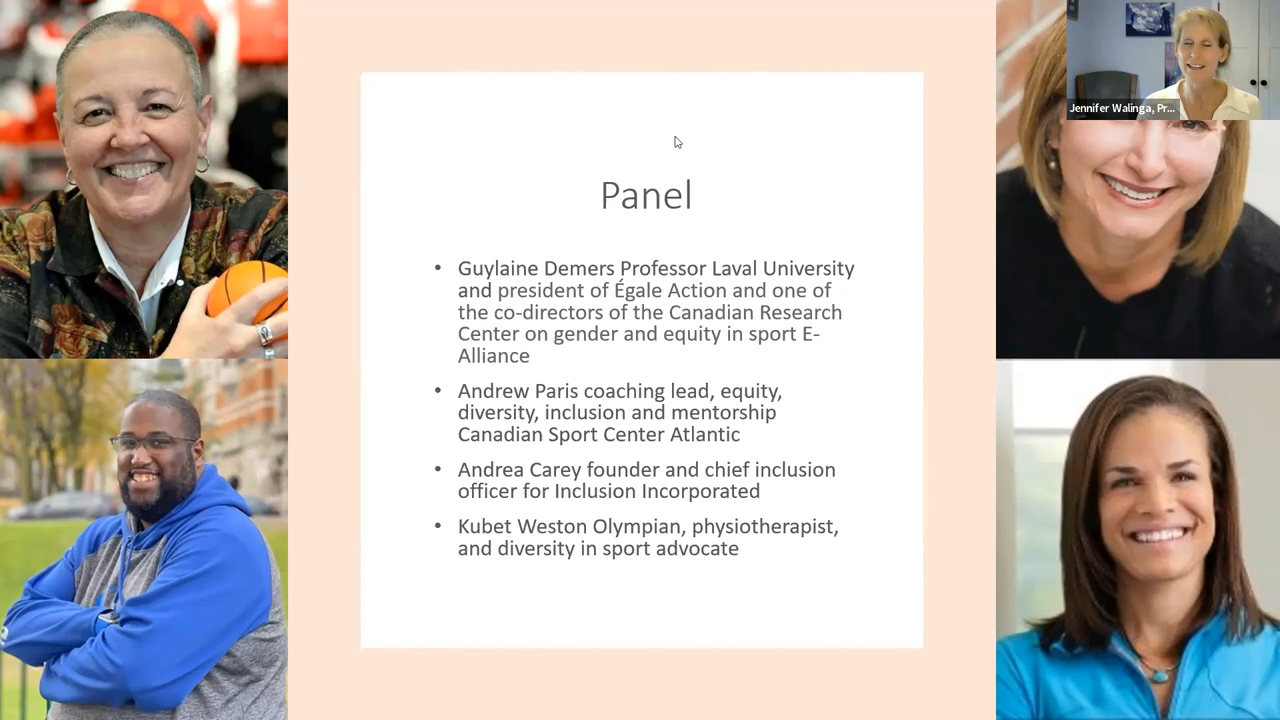 Jennifer Walinga, Pr...
Panel
• Guylaine Demers Professor Laval University
and president of Égale Action and one of
the co-directors of the Canadian Research
Center on gender and equity in sport E-
Alliance
• Andrew Paris coaching lead, equity,
diversity, inclusion and mentorship
Canadian Sport Center Atlantic
• Andrea Carey founder and chief inclusion
officer for Inclusion Incorporated
• Kubet Weston Olympian, physiotherapist,
and diversity in sport advocate